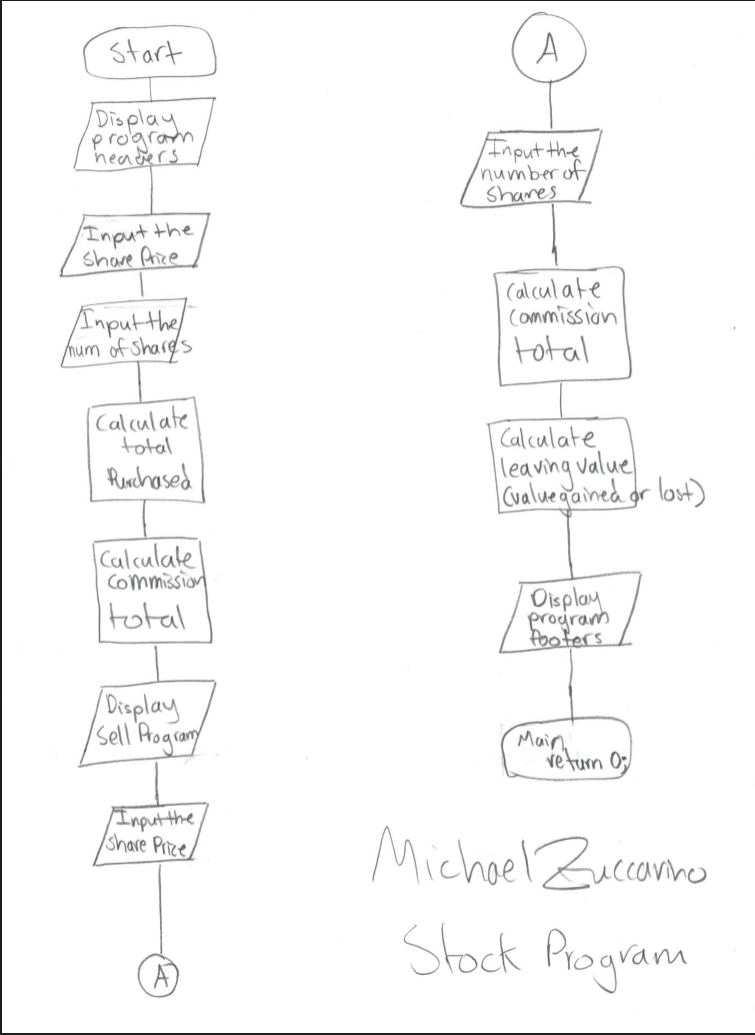 Start
Display
program
headers
Input the
Share Price
Input the
num of shares
Calculate
total
Purchased
Calculate
Commission
total
Display
Sell Program
Input the
Share Price
A
A
Input the
number of
Shares
Calculate
Commission
total
Calculate
leaving value
(value gained or lost)
Display
program
footers
Main
return 0;
Michael Zuccarino
Stock Program